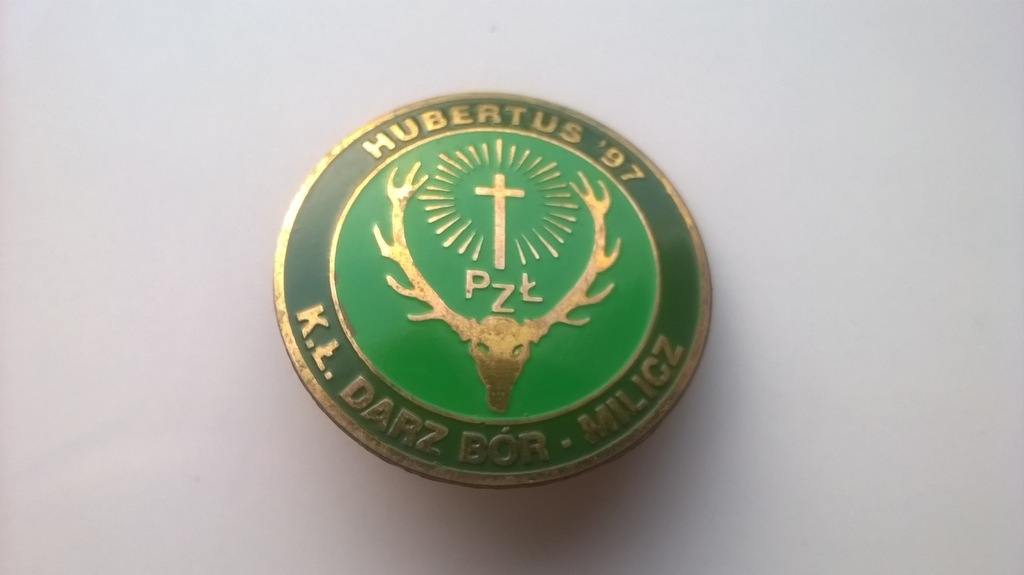 HUBERTUS '97
PZŁ
K.Ł. DARZ BÓR - MILICZ